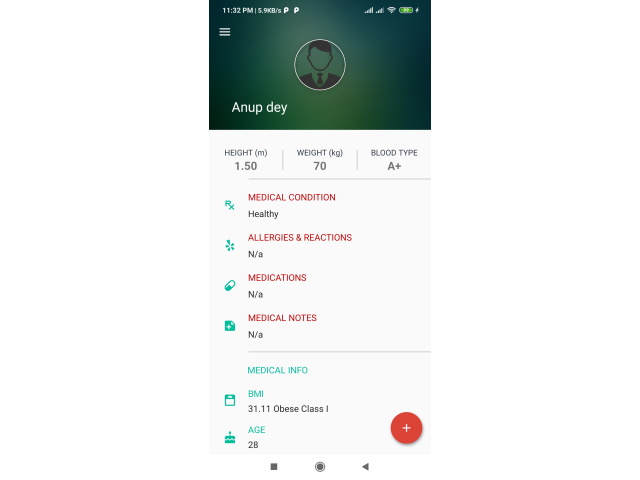 11:32 PM | 5.9KB/s
Anup dey
HEIGHT (m) WEIGHT (kg) BLOOD TYPE
1.50 70 A+
MEDICAL CONDITION
Healthy
ALLERGIES & REACTIONS
N/a
MEDICATIONS
N/a
MEDICAL NOTES
N/a
MEDICAL INFO
BMI
31.11 Obese Class I
AGE
28